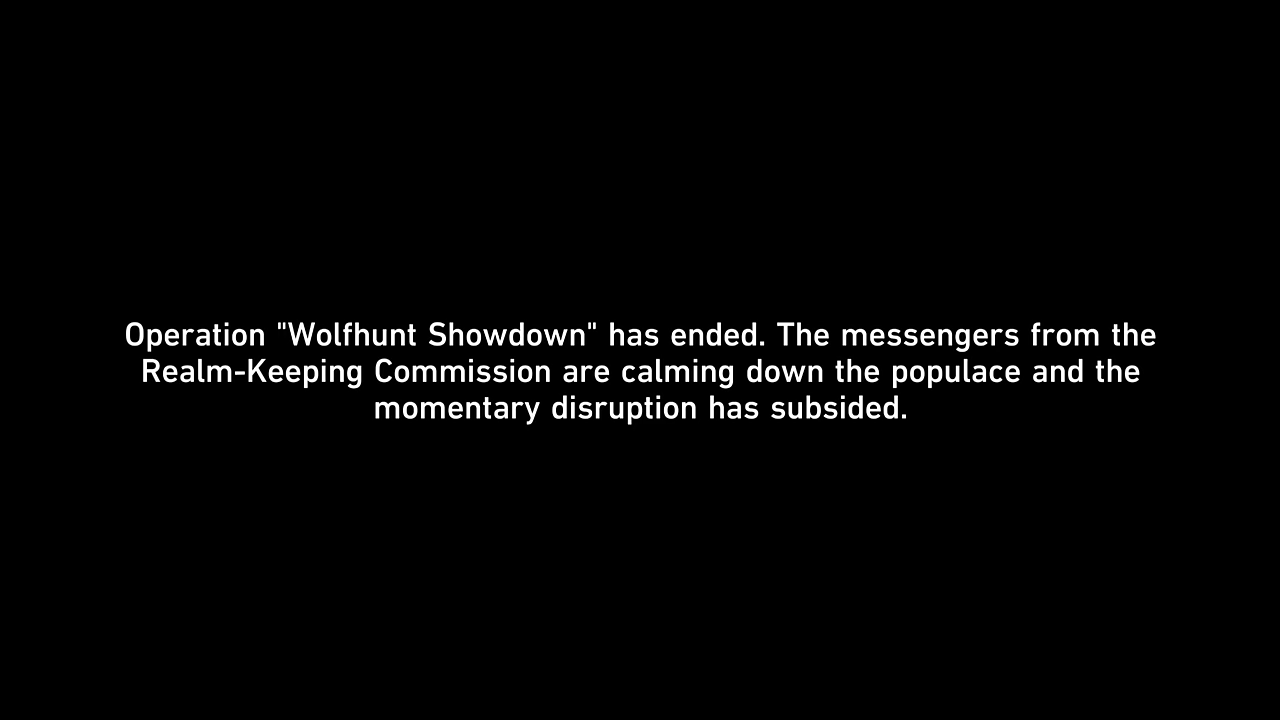 Operation "Wolfhunt Showdown" has ended. The messengers from the
Realm-Keeping Commission are calming down the populace and the
momentary disruption has subsided.